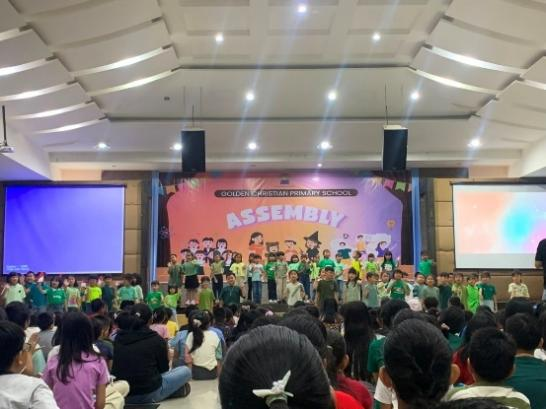 GOLDEN CHRISTIAN PRIMARY SCHOOL
ASSEMBLY